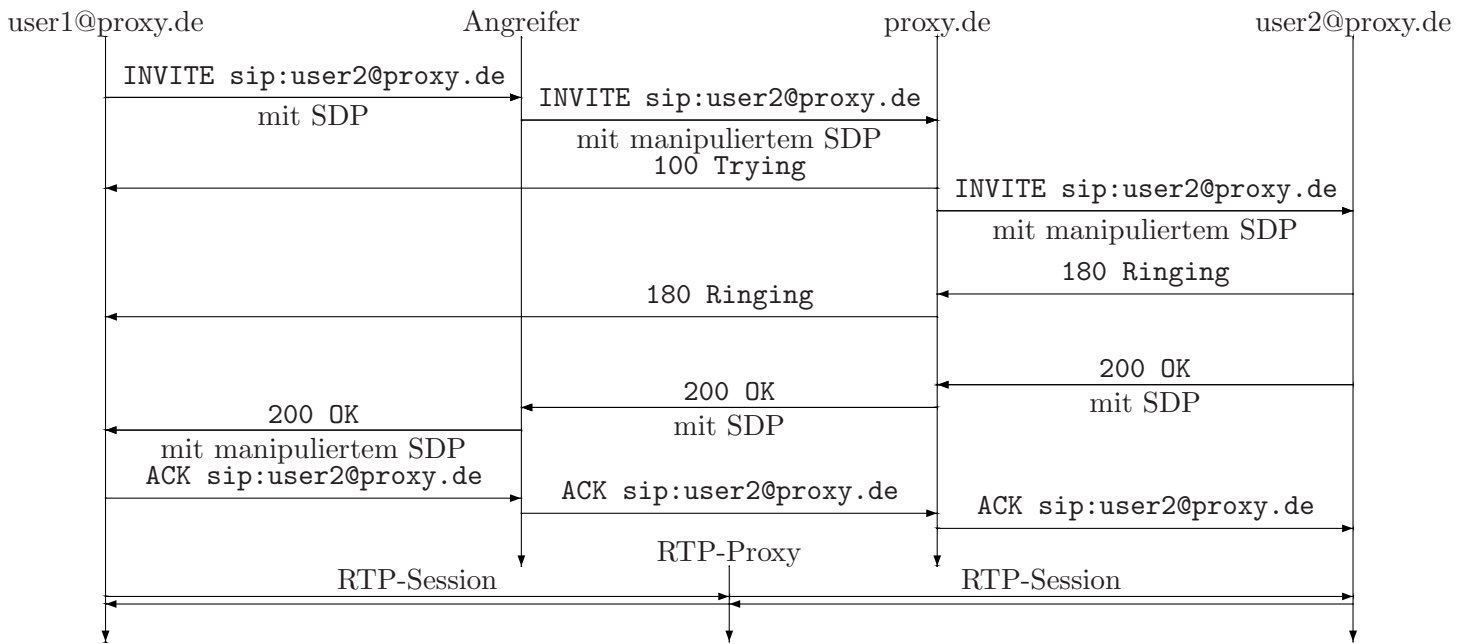 user1@proxy.de Angreifer proxy.de user2@proxy.de
INVITE sip:user2@proxy.de
mit SDP
INVITE sip:user2@proxy.de
mit manipuliertem SDP
100 Trying
INVITE sip:user2@proxy.de
mit manipuliertem SDP
180 Ringing
180 Ringing
200 OK
mit SDP
200 OK
mit SDP
200 OK
mit manipuliertem SDP
ACK sip:user2@proxy.de
ACK sip:user2@proxy.de
ACK sip:user2@proxy.de
RTP-Proxy
RTP-Session RTP-Session